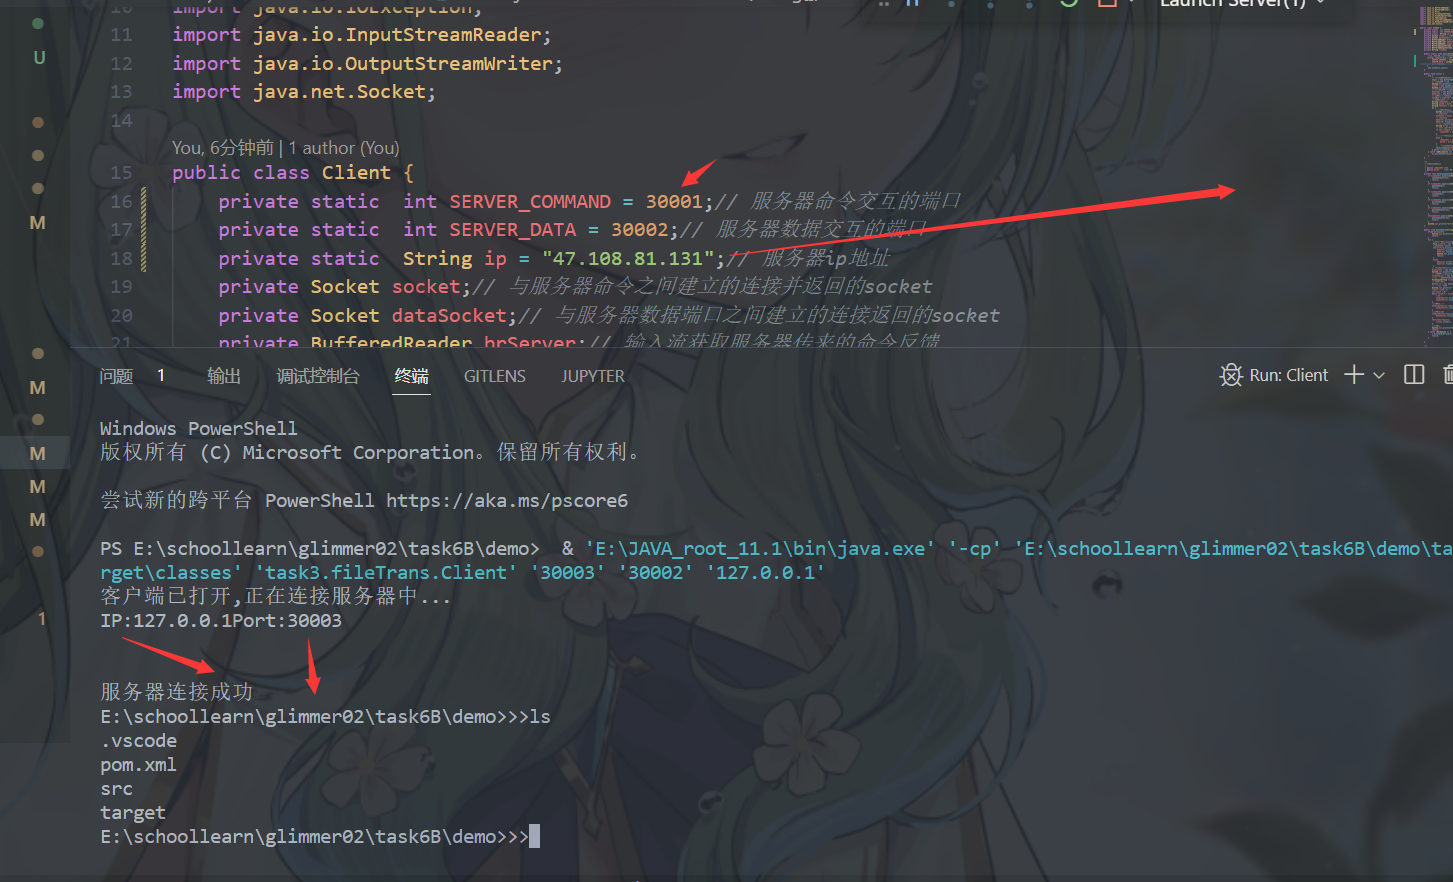 10 import java.io.IOException;
Launch Server(1)
U
11 import java.io.InputStreamReader;
12 import java.io.OutputStreamWriter;
13 import java.net.Socket;
14
You, 6分钟前 | 1 author (You)
15 public class Client {
16 private static  int SERVER_COMMAND = 30001;// 服务器命令交互的端口
M
17 private static  int SERVER_DATA = 30002;// 服务器数据交互的端口
18 private static  String ip = "47.108.81.131";// 服务器ip地址
19 private Socket socket;// 与服务器命令之间建立的连接并返回的socket
20 private Socket dataSocket;// 与服务器数据端口之间建立的连接返回的socket
21 private BufferedReader brServer;// 输入流获取服务器传来的命令反馈
M
问题 1 输出 调试控制台 终端 GITLENS JUPYTER Run: Client
Windows PowerShell
M
版权所有 (C) Microsoft Corporation。保留所有权利。
M
尝试新的跨平台 PowerShell https://aka.ms/pscore6
M
PS E:\schoollearn\glimmer02\task6B\demo>  & 'E:\JAVA_root_11.1\bin\java.exe' '-cp' 'E:\schoollearn\glimmer02\task6B\demo\ta
rget\classes' 'task3.fileTrans.Client' '30003' '30002' '127.0.0.1'
客户端已打开,正在连接服务器中...
1
IP:127.0.0.1Port:30003
服务器连接成功
E:\schoollearn\glimmer02\task6B\demo>>>ls
.vscode
pom.xml
src
target
E:\schoollearn\glimmer02\task6B\demo>>>